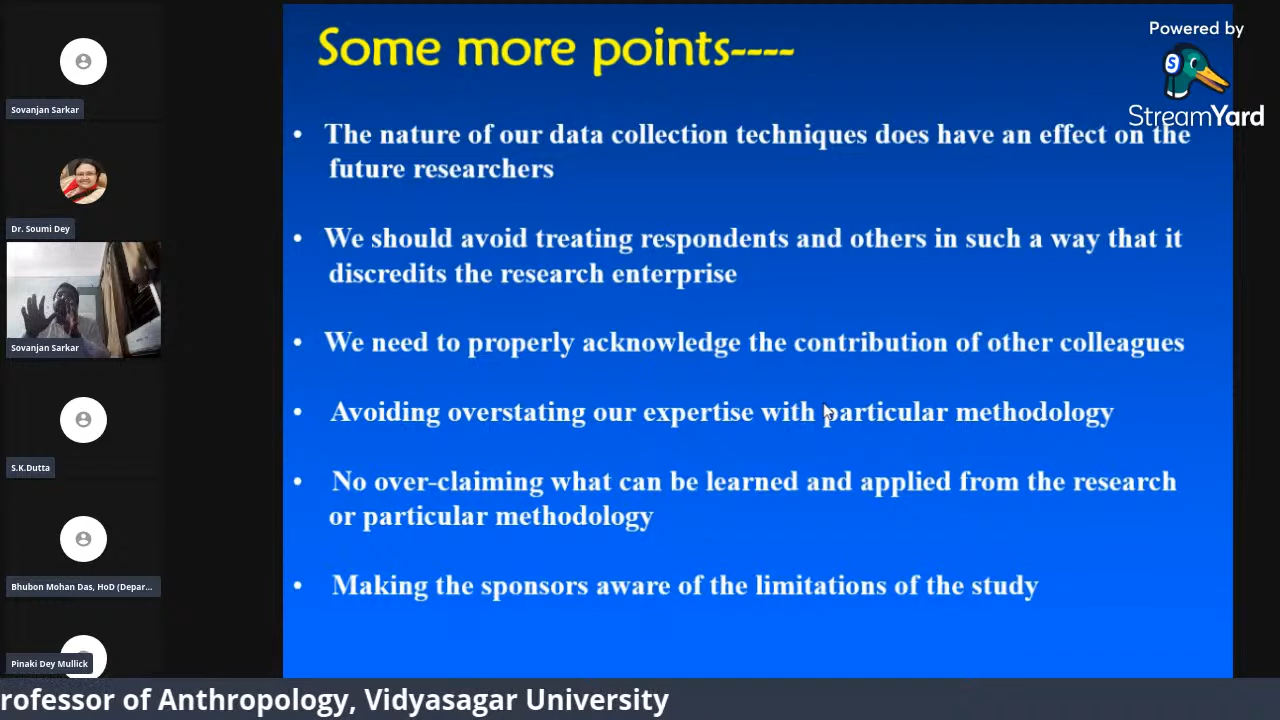 Some more points----
Powered by
StreamYard
• The nature of our data collection techniques does have an effect on the
future researchers
• We should avoid treating respondents and others in such a way that it
discredits the research enterprise
• We need to properly acknowledge the contribution of other colleagues
• Avoiding overstating our expertise with particular methodology
• No over-claiming what can be learned and applied from the research
or particular methodology
• Making the sponsors aware of the limitations of the study
Sovanjan Sarkar
Dr. Soumi Dey
Sovanjan Sarkar
S.K.Dutta
Bhubon Mohan Das, HoD (Depar...
Pinaki Dey Mullick
rofessor of Anthropology, Vidyasagar University